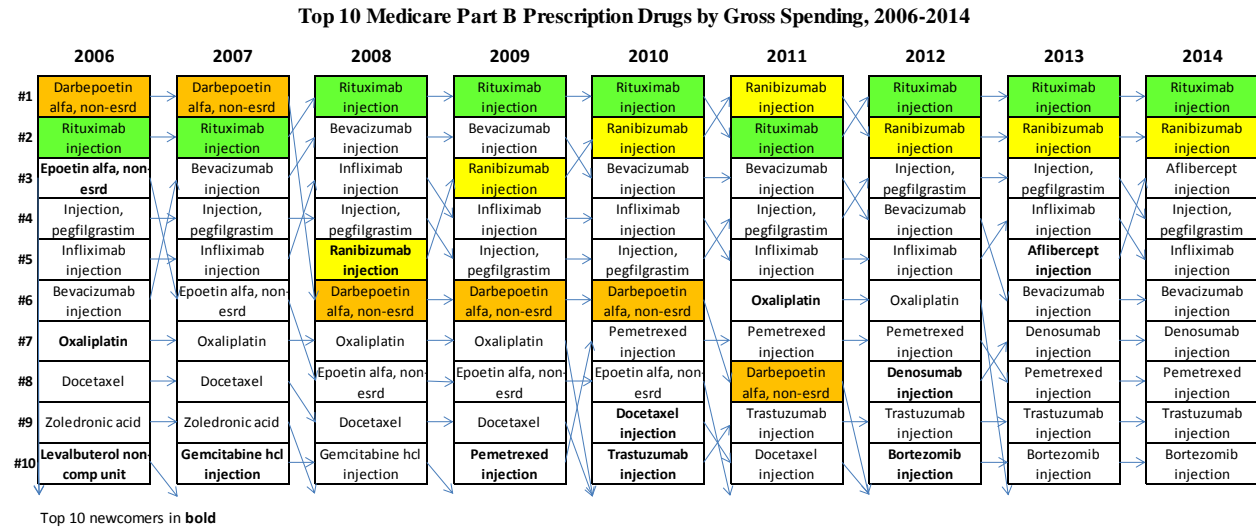 Top 10 Medicare Part B Prescription Drugs by Gross Spending, 2006-2014
2006 2007 2008 2009 2010 2011 2012 2013 2014
#1
Darbepoetin
alfa, non-esrd
Darbepoetin
alfa, non-esrd
Rituximab
injection
Rituximab
injection
Rituximab
injection
Ranibizumab
injection
Rituximab
injection
Rituximab
injection
Rituximab
injection
#2
Rituximab
injection
Rituximab
injection
Bevacizumab
injection
Bevacizumab
injection
Ranibizumab
injection
Rituximab
injection
Ranibizumab
injection
Ranibizumab
injection
Ranibizumab
injection
#3
Epoetin alfa, non-
esrd
Bevacizumab
injection
Infliximab
injection
Ranibizumab
injection
Bevacizumab
injection
Bevacizumab
injection
Injection,
pegfilgrastim
Injection,
pegfilgrastim
Aflibercept
injection
#4
Injection,
pegfilgrastim
Injection,
pegfilgrastim
Injection,
pegfilgrastim
Infliximab
injection
Infliximab
injection
Injection,
pegfilgrastim
Bevacizumab
injection
Infliximab
injection
Injection,
pegfilgrastim
#5
Infliximab
injection
Infliximab
injection
Ranibizumab
injection
Injection,
pegfilgrastim
Injection,
pegfilgrastim
Infliximab
injection
Infliximab
injection
Aflibercept
injection
Infliximab
injection
#6
Bevacizumab
injection
Epoetin alfa, non-
esrd
Darbepoetin
alfa, non-esrd
Darbepoetin
alfa, non-esrd
Darbepoetin
alfa, non-esrd
Oxaliplatin
Oxaliplatin
Bevacizumab
injection
Bevacizumab
injection
#7
Oxaliplatin
Oxaliplatin
Oxaliplatin
Oxaliplatin
Pemetrexed
injection
Pemetrexed
injection
Pemetrexed
injection
Denosumab
injection
Denosumab
injection
#8
Docetaxel
Docetaxel
Epoetin alfa, non-
esrd
Epoetin alfa, non-
esrd
Epoetin alfa, non-
esrd
Darbepoetin
alfa, non-esrd
Denosumab
injection
Pemetrexed
injection
Pemetrexed
injection
#9
Zoledronic acid
Zoledronic acid
Docetaxel
Docetaxel
Docetaxel
injection
Trastuzumab
injection
Trastuzumab
injection
Trastuzumab
injection
Trastuzumab
injection
#10
Levalbuterol non-
comp unit
Gemcitabine hcl
injection
Gemcitabine hcl
injection
Pemetrexed
injection
Trastuzumab
injection
Docetaxel
injection
Bortezomib
injection
Bortezomib
injection
Bortezomib
injection
Top 10 newcomers in bold